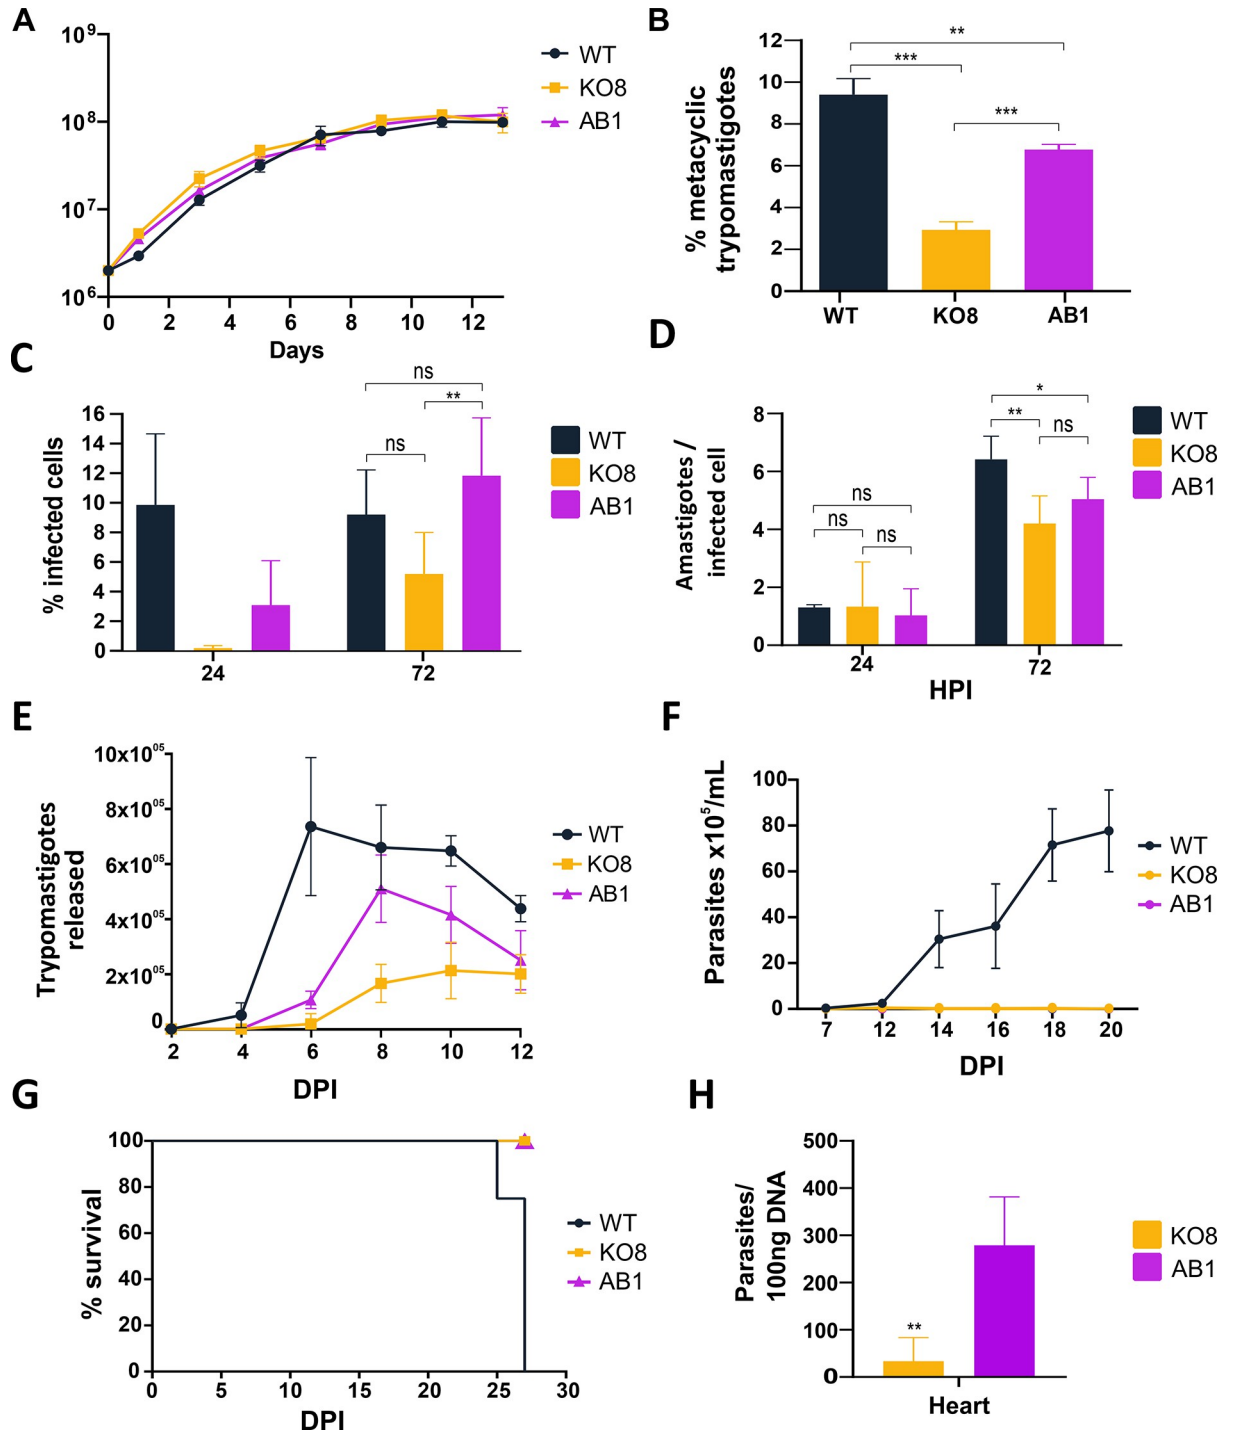 A
10⁹
10⁸
10⁷
10⁶
0 2 4 6 8 10 12
Days
WT
KO8
AB1
B
% metacyclic
trypomastigotes
12
10
8
6
4
2
0
**
***
***
WT KO8 AB1
C
% infected cells
16
14
12
10
8
6
4
2
0
ns
**
ns
24 72
WT
KO8
AB1
D
Amastigotes /
infected cell
8
6
4
2
0
ns
ns
ns
*
**
ns
24 72
HPI
WT
KO8
AB1
E
Trypomastigotes
released
10x10⁰⁵
8x10⁰⁵
6x10⁰⁵
4x10⁰⁵
2x10⁰⁵
0
2 4 6 8 10 12
DPI
WT
KO8
AB1
F
Parasites x10⁵/mL
100
80
60
40
20
0
7 12 14 16 18 20
DPI
WT
KO8
AB1
G
% survival
100
80
60
40
20
0
0 5 10 15 20 25 30
DPI
WT
KO8
AB1
H
Parasites/
100ng DNA
500
400
300
200
100
0
**
Heart
KO8
AB1